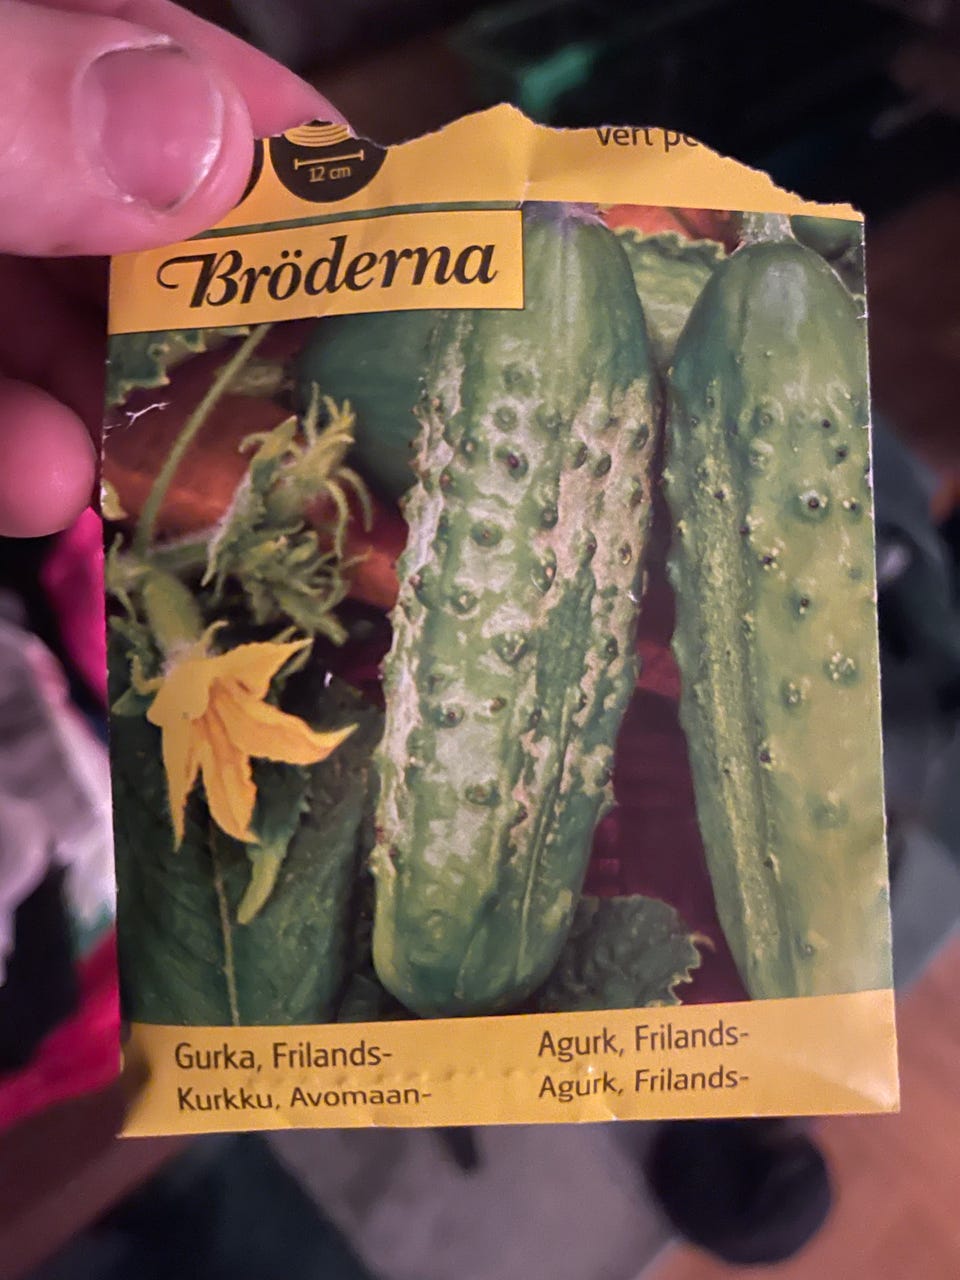 12 cm
Bröderna
Gurka, Frilands-
Kurkku, Avomaan-
Agurk, Frilands-
Agurk, Frilands-